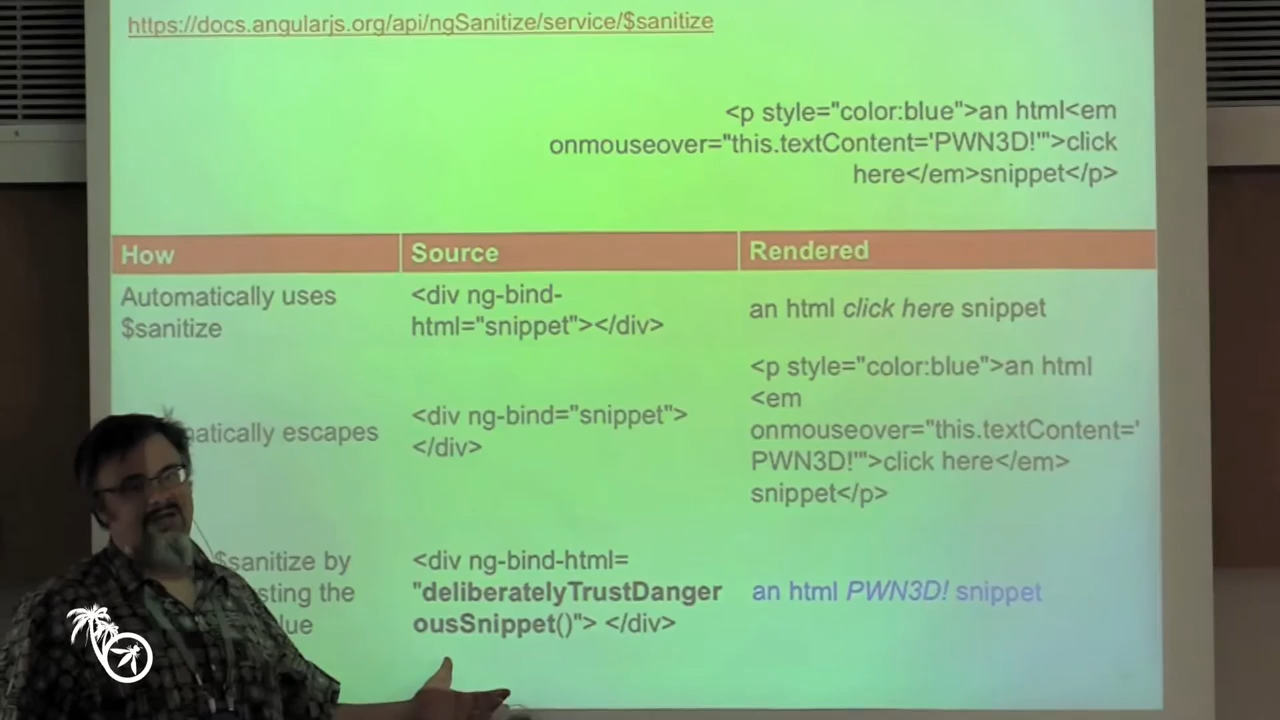 https://docs.angularjs.org/api/ngSanitize/service/$sanitize
<p style="color:blue">an html<em
onmouseover="this.textContent='PWN3D!'">click
here</em>snippet</p>
How
Source
Rendered
Automatically uses
$sanitize
<div ng-bind-
html="snippet"></div>
an html click here snippet
atically escapes
<div ng-bind="snippet">
</div>
<p style="color:blue">an html
<em
onmouseover="this.textContent='
PWN3D!'">click here</em>
snippet</p>
$sanitize by
sting the
lue
<div ng-bind-html=
"deliberatelyTrustDanger
ousSnippet()"> </div>
an html PWN3D! snippet